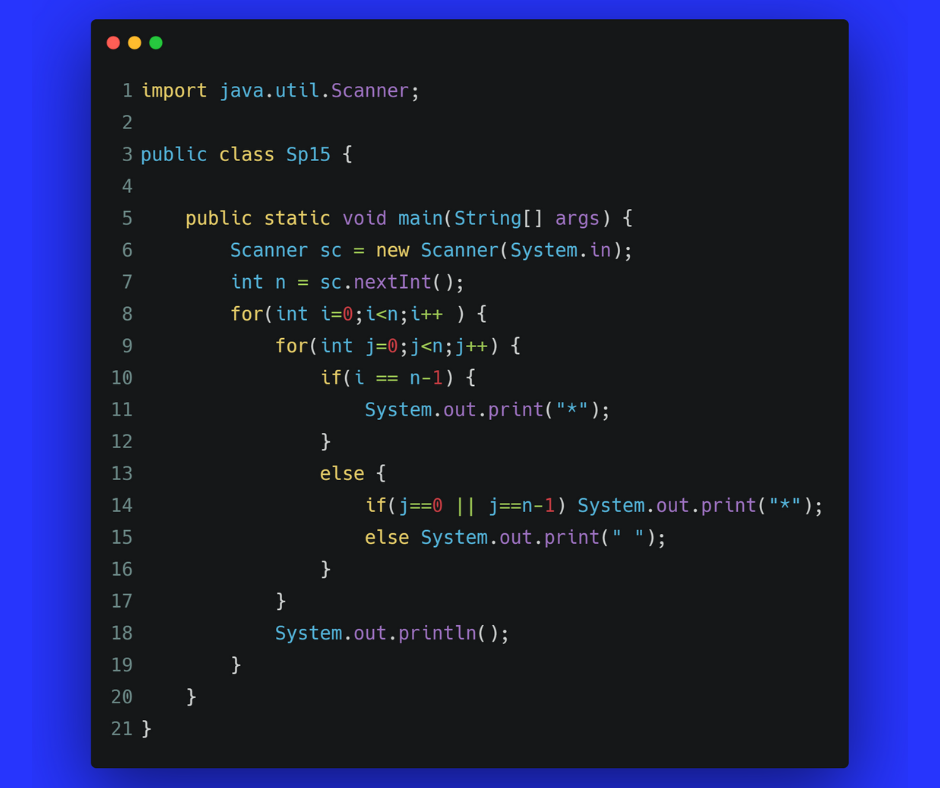 1 import java.util.Scanner;
2
3 public class Sp15 {
4
5     public static void main(String[] args) {
6         Scanner sc = new Scanner(System.in);
7         int n = sc.nextInt();
8         for(int i=0;i<n;i++ ) {
9             for(int j=0;j<n;j++) {
10                 if(i == n-1) {
11                     System.out.print("*");
12                 }
13                 else {
14                     if(j==0 || j==n-1) System.out.print("*");
15                     else System.out.print(" ");
16                 }
17             }
18             System.out.println();
19         }
20     }
21 }